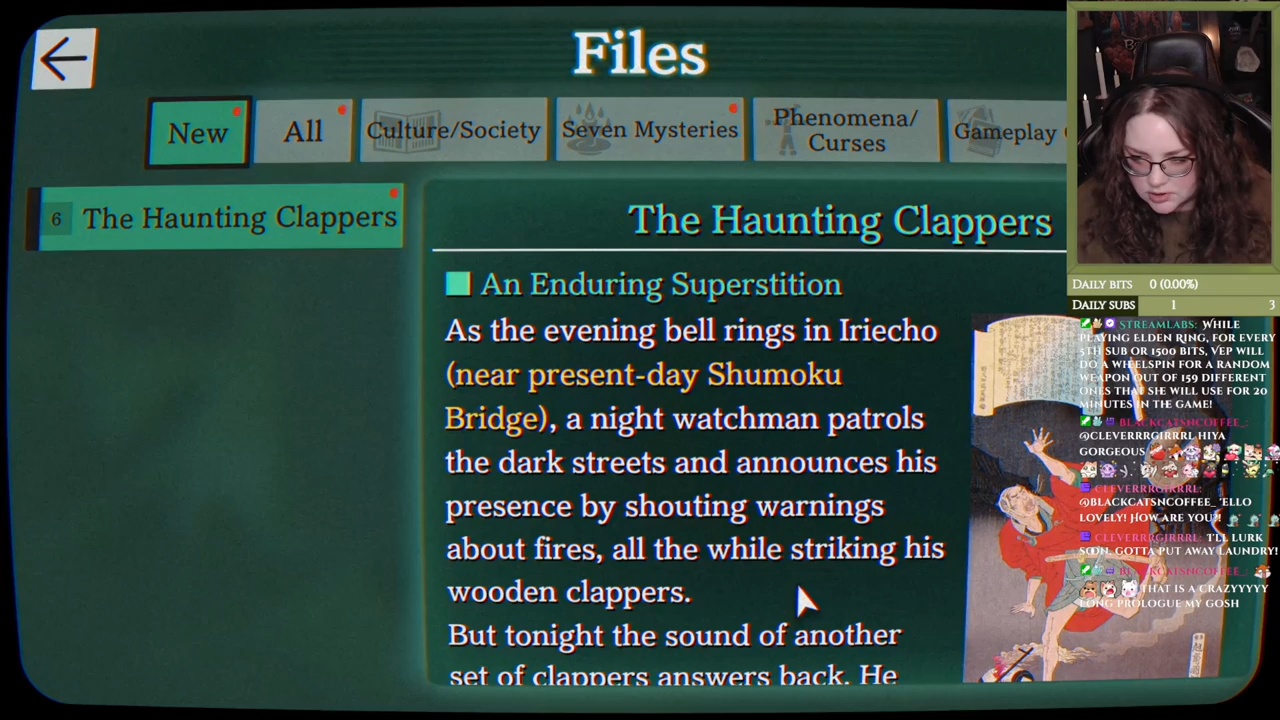 Files
New
All
Culture/Society
Seven Mysteries
Phenomena/
Curses
Gameplay
6 The Haunting Clappers
The Haunting Clappers
An Enduring Superstition
As the evening bell rings in Iriecho
(near present-day Shumoku
Bridge), a night watchman patrols
the dark streets and announces his
presence by shouting warnings
about fires, all the while striking his
wooden clappers.
But tonight the sound of another
set of clappers answers back. He
Daily bits 0 (0.00%)
Daily subs 1 3
Streamlabs: While
playing Elden Ring, for every
5th sub or 1500 bits, Vep will
do a wheelspin for a random
weapon out of 159 different
ones that she will use for 20
minutes in the game!
blackcatsncoffee_:
@cleverrrgirrrl hiya
gorgeous
cleverrrgirrrl:
@blackcatsncoffee_ 'ello
lovely! How are you?!
cleverrrgirrrl: I'll lurk
soon. Gotta put away laundry!
blackcatsncoffee_:
that is a crazyyyyy
long prologue my gosh